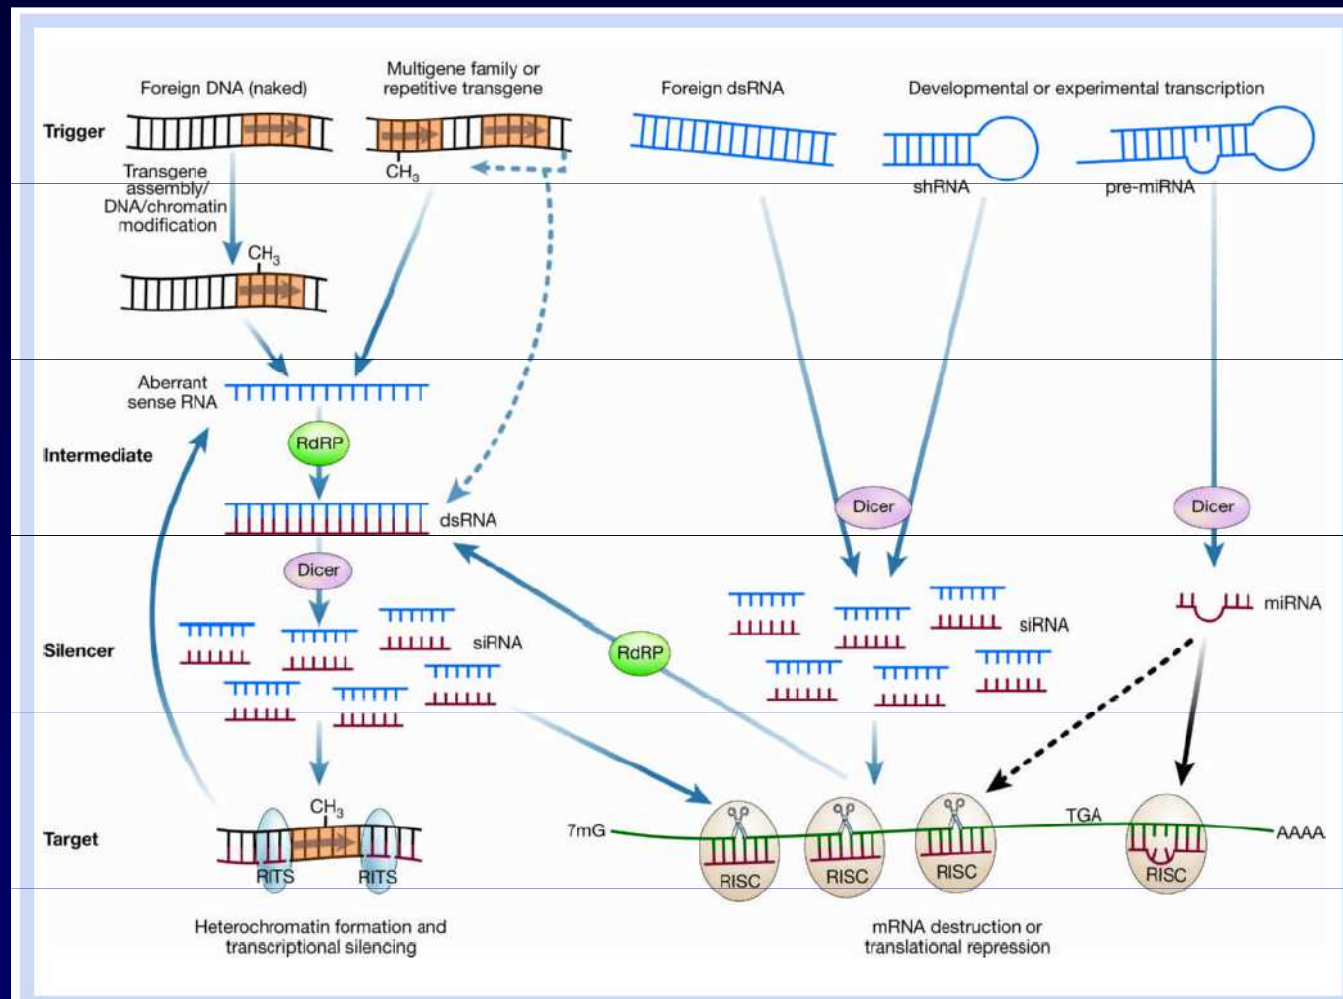 Foreign DNA (naked)
Multigene family or
repetitive transgene
Foreign dsRNA
Developmental or experimental transcription
Trigger
CH3
shRNA
pre-miRNA
Transgene
assembly/
DNA/chromatin
modification
CH3
Aberrant
sense RNA
RdRP
Intermediate
dsRNA
Dicer
Dicer
Dicer
siRNA
RdRP
siRNA
miRNA
Silencer
CH3
Target
RITS
RITS
7mG
TGA
AAAA
RISC
RISC
RISC
RISC
Heterochromatin formation and
transcriptional silencing
mRNA destruction or
translational repression